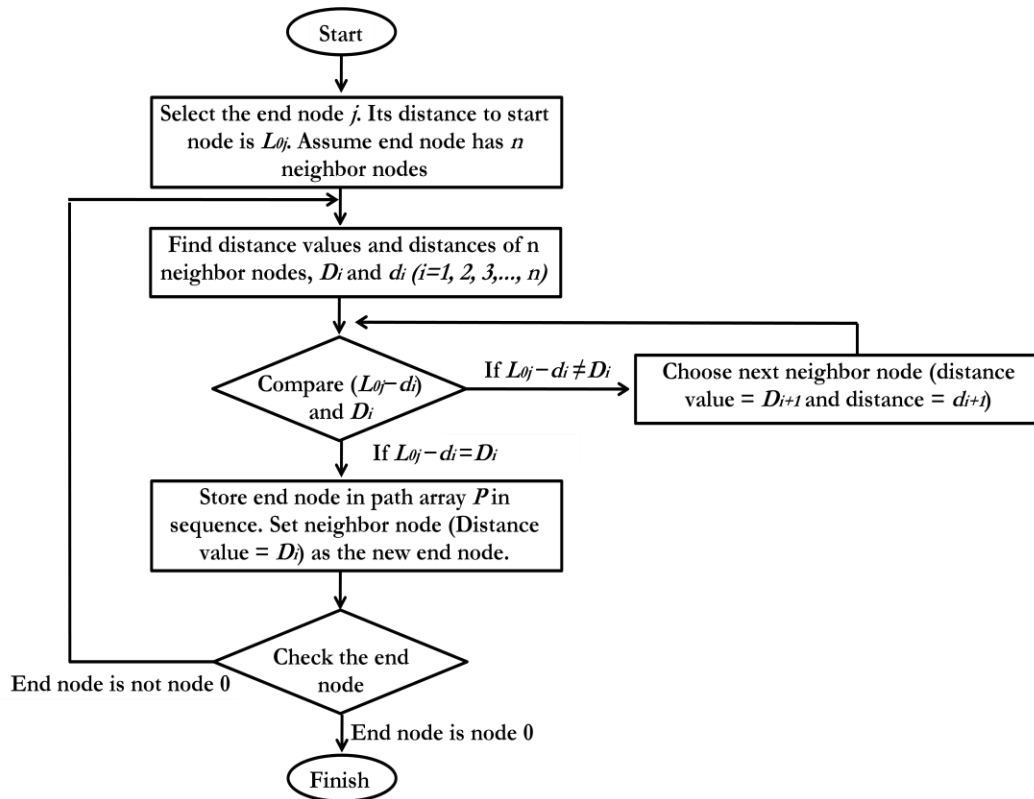 Start
Select the end node j. Its distance to start
node is L0j. Assume end node has n
neighbor nodes
Find distance values and distances of n
neighbor nodes, Di and di (i=1, 2, 3,..., n)
Compare (L0j−di)
and Di
If L0j−di≠Di
Choose next neighbor node (distance
value = Di+1 and distance = di+1)
If L0j−di=Di
Store end node in path array P in
sequence. Set neighbor node (Distance
value = Di) as the new end node.
Check the end
node
End node is not node 0
End node is node 0
Finish